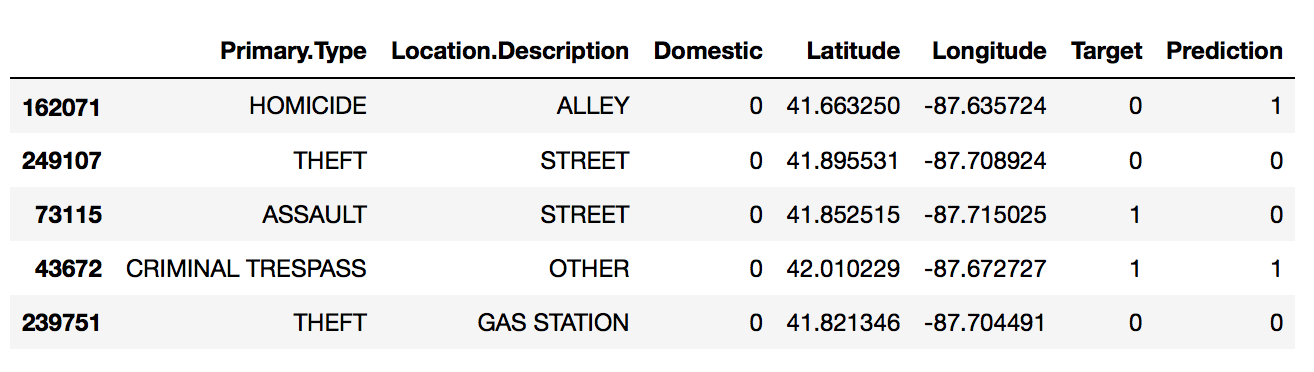 Primary.Type Location.Description Domestic Latitude Longitude Target Prediction
162071 HOMICIDE ALLEY 0 41.663250 -87.635724 0 1
249107 THEFT STREET 0 41.895531 -87.708924 0 0
73115 ASSAULT STREET 0 41.852515 -87.715025 1 0
43672 CRIMINAL TRESPASS OTHER 0 42.010229 -87.672727 1 1
239751 THEFT GAS STATION 0 41.821346 -87.704491 0 0